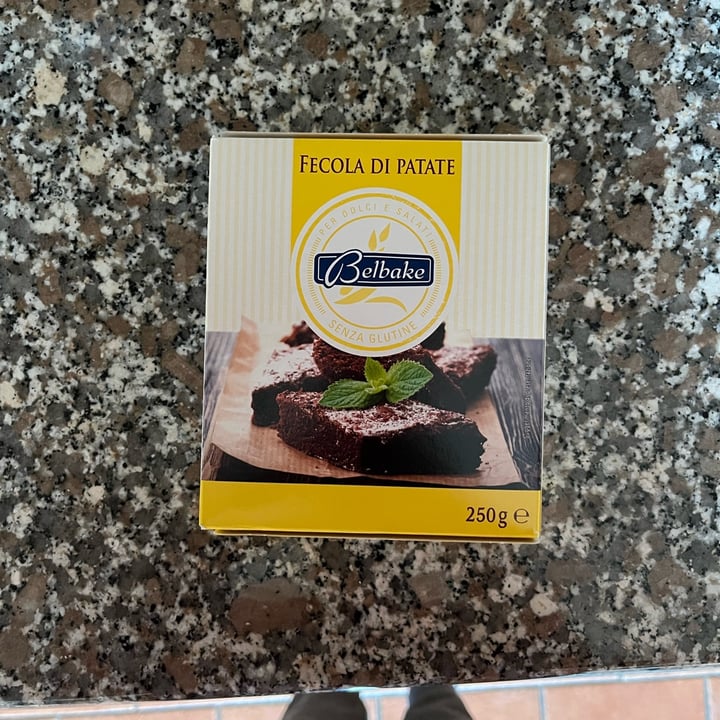 FECOLA DI PATATE
PER DOLCI E SALATI
Belbake
SENZA GLUTINE
250g ℮